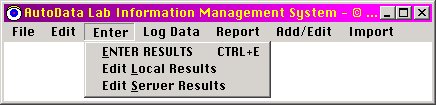 AutoData Lab Information Management System - © ...
File Edit Enter Log Data Report Add/Edit Import
ENTER RESULTS CTRL+E
Edit Local Results
Edit Server Results